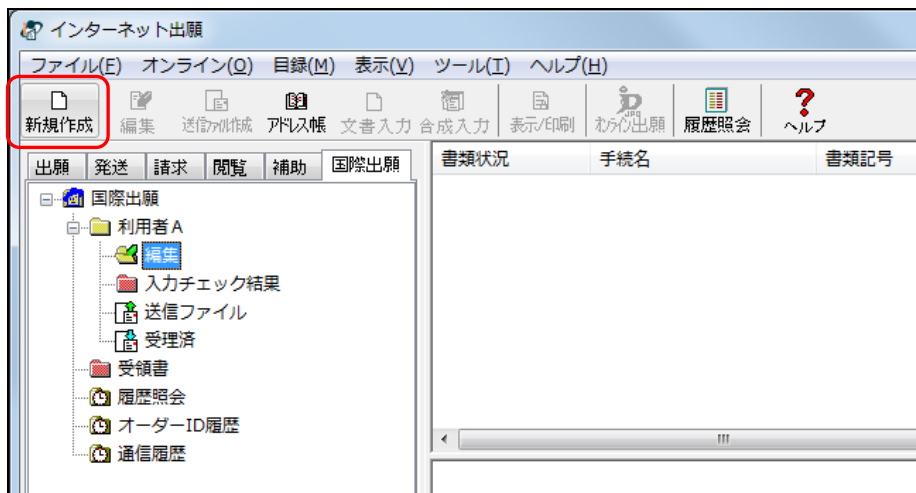 インターネット出願
ファイル(F) オンライン(O) 目録(M) 表示(V) ツール(T) ヘルプ(H)
新規作成 編集 送信ファイル作成 アドレス帳 文書入力 合成入力 表示/印刷 オンライン出願 履歴照会 ヘルプ
出願 発送 請求 閲覧 補助 国際出願
書類状況 手続名 書類記号
国際出願
利用者A
編集
入力チェック結果
送信ファイル
受理済
受領書
履歴照会
オーダーID履歴
通信履歴